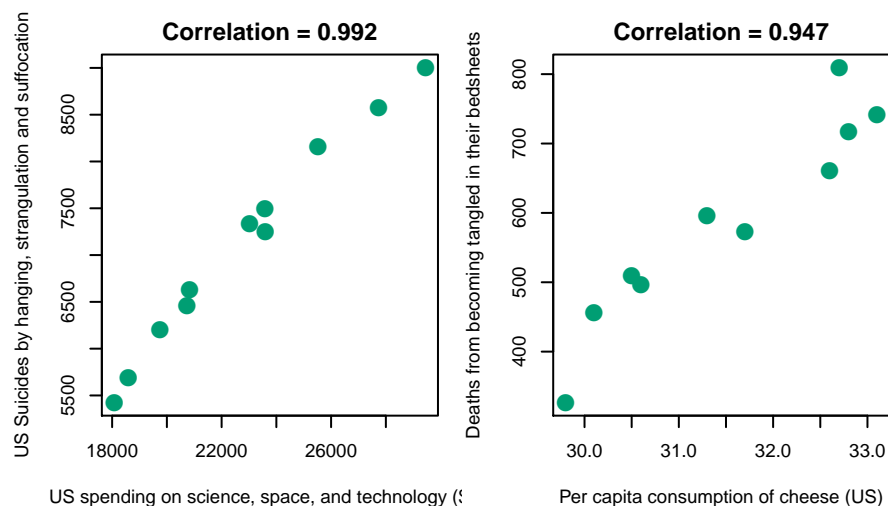 Correlation = 0.992
US Suicides by hanging, strangulation and suffocation
8500
7500
6500
5500
18000 22000 26000
US spending on science, space, and technology (
Correlation = 0.947
Deaths from becoming tangled in their bedsheets
800
700
600
500
400
30.0 31.0 32.0 33.0
Per capita consumption of cheese (US)